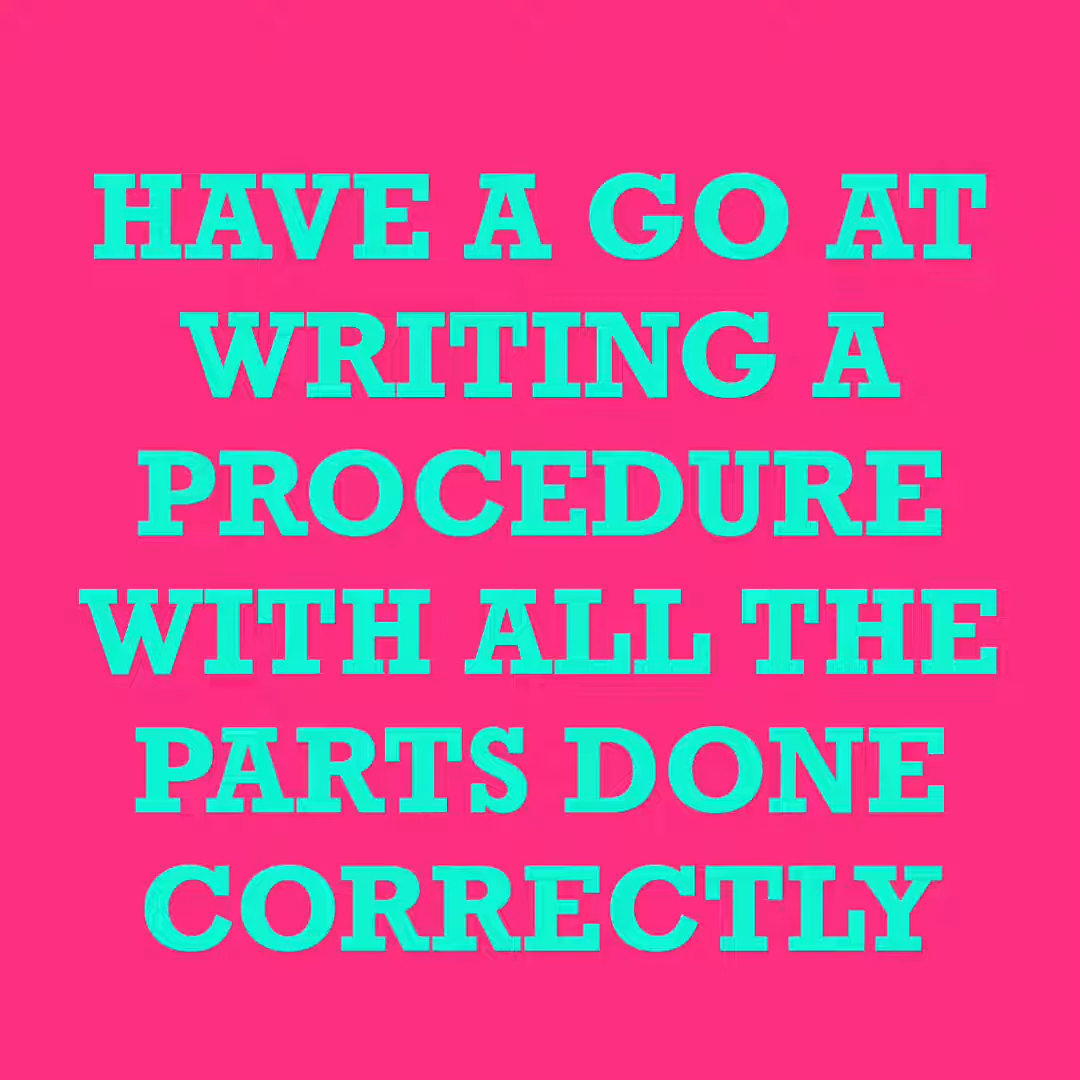 HAVE A GO AT
WRITING A
PROCEDURE
WITH ALL THE
PARTS DONE
CORRECTLY